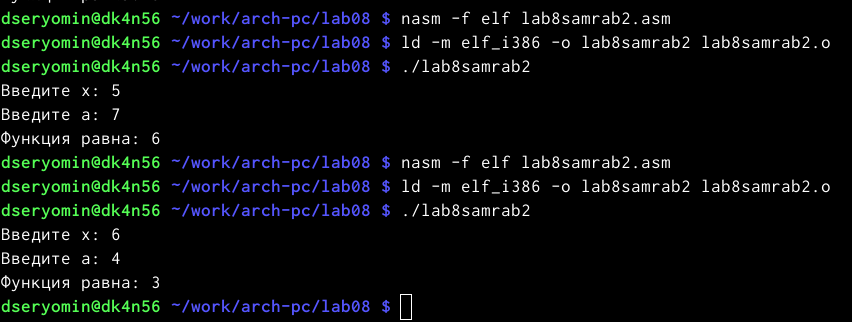 dseryomin@dk4n56 ~/work/arch-pc/lab08 $ nasm -f elf lab8samrab2.asm
dseryomin@dk4n56 ~/work/arch-pc/lab08 $ ld -m elf_i386 -o lab8samrab2 lab8samrab2.o
dseryomin@dk4n56 ~/work/arch-pc/lab08 $ ./lab8samrab2
Введите x: 5
Введите a: 7
Функция равна: 6
dseryomin@dk4n56 ~/work/arch-pc/lab08 $ nasm -f elf lab8samrab2.asm
dseryomin@dk4n56 ~/work/arch-pc/lab08 $ ld -m elf_i386 -o lab8samrab2 lab8samrab2.o
dseryomin@dk4n56 ~/work/arch-pc/lab08 $ ./lab8samrab2
Введите x: 6
Введите a: 4
Функция равна: 3
dseryomin@dk4n56 ~/work/arch-pc/lab08 $